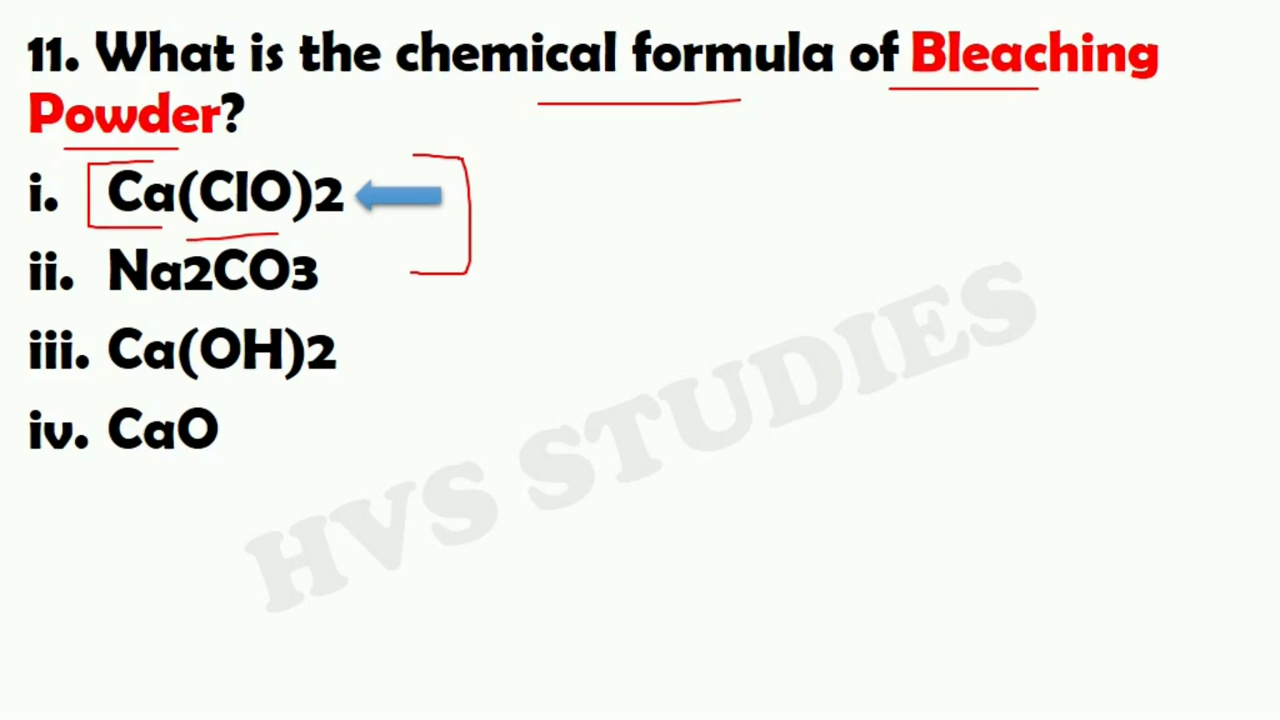 11. What is the chemical formula of Bleaching
Powder?
i. Ca(ClO)2
ii. Na2CO3
iii. Ca(OH)2
iv. CaO
HVS STUDIES